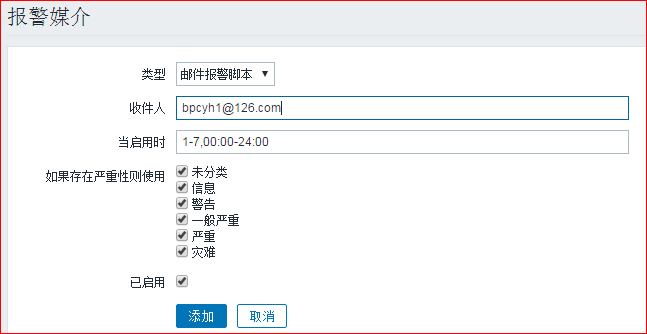 报警媒介
类型 邮件报警脚本
收件人 bpcyh1@126.com
当启用时 1-7,00:00-24:00
如果存在严重性则使用 未分类
信息
警告
一般严重
严重
灾难
已启用
添加 取消